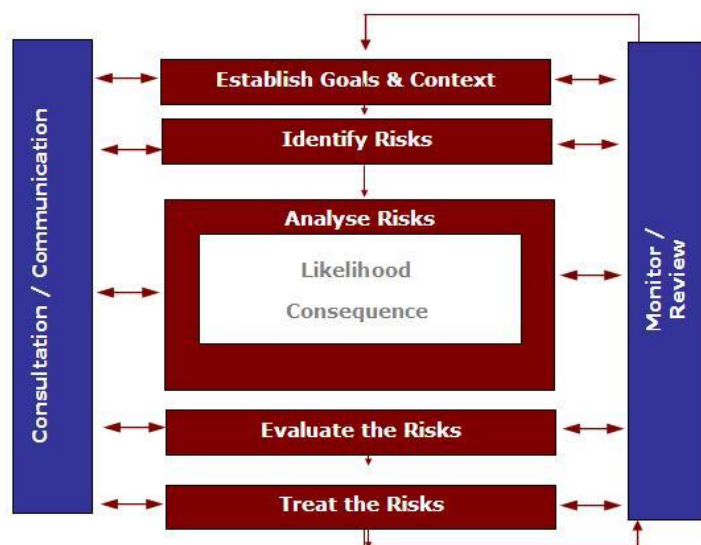 Establish Goals & Context
Identify Risks
Analyse Risks
Likelihood
Consequence
Evaluate the Risks
Treat the Risks
Consultation / Communication
Monitor /
Review